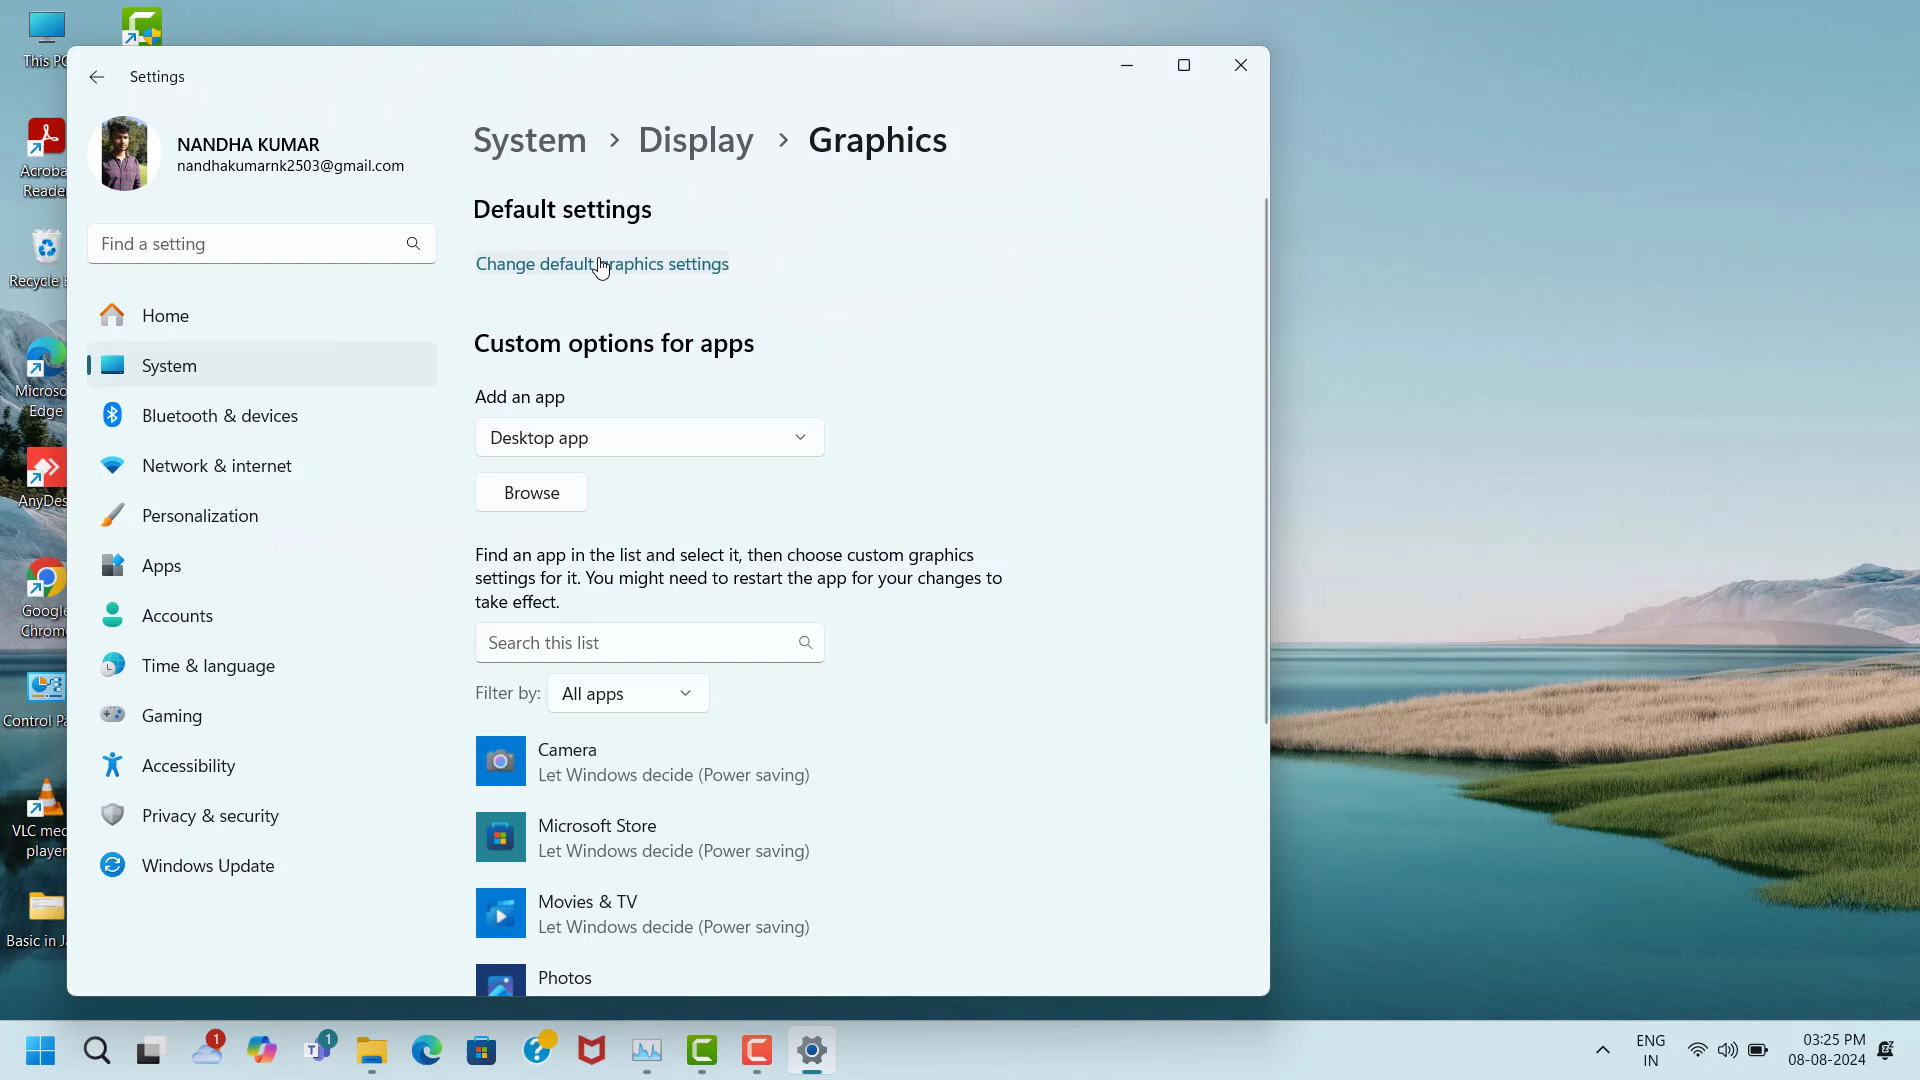 This PC
Acroba
Reade
Recycle
Microso
Edge
AnyDes
Google
Chrom
Control Pa
VLC med
player
Basic in Ja
Settings
NANDHA KUMAR
nandhakumarnk2503@gmail.com
Find a setting
Home
System
Bluetooth & devices
Network & internet
Personalization
Apps
Accounts
Time & language
Gaming
Accessibility
Privacy & security
Windows Update
System > Display > Graphics
Default settings
Change default graphics settings
Custom options for apps
Add an app
Desktop app
Browse
Find an app in the list and select it, then choose custom graphics
settings for it. You might need to restart the app for your changes to
take effect.
Search this list
Filter by: All apps
Camera
Let Windows decide (Power saving)
Microsoft Store
Let Windows decide (Power saving)
Movies & TV
Let Windows decide (Power saving)
Photos
1
1
ENG
IN
03:25 PM
08-08-2024